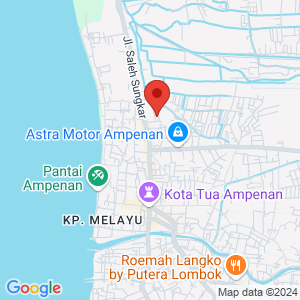 Jl. Saleh Sungkar
Astra Motor Ampenan
Pantai
Ampenan
Kota Tua Ampenan
KP. MELAYU
Roemah Langko
by Putera Lombok
Google
Map data ©2024